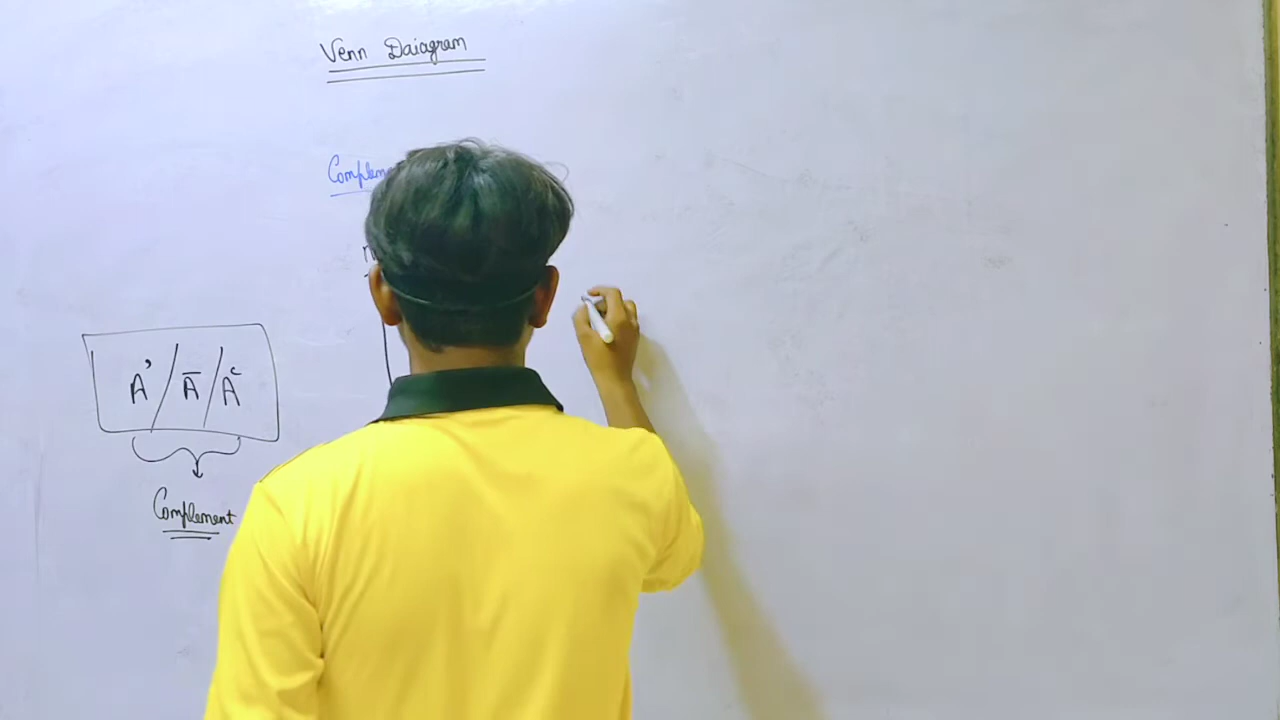 Venn Daiagram
A' / Ā / Aᶜ
Complement